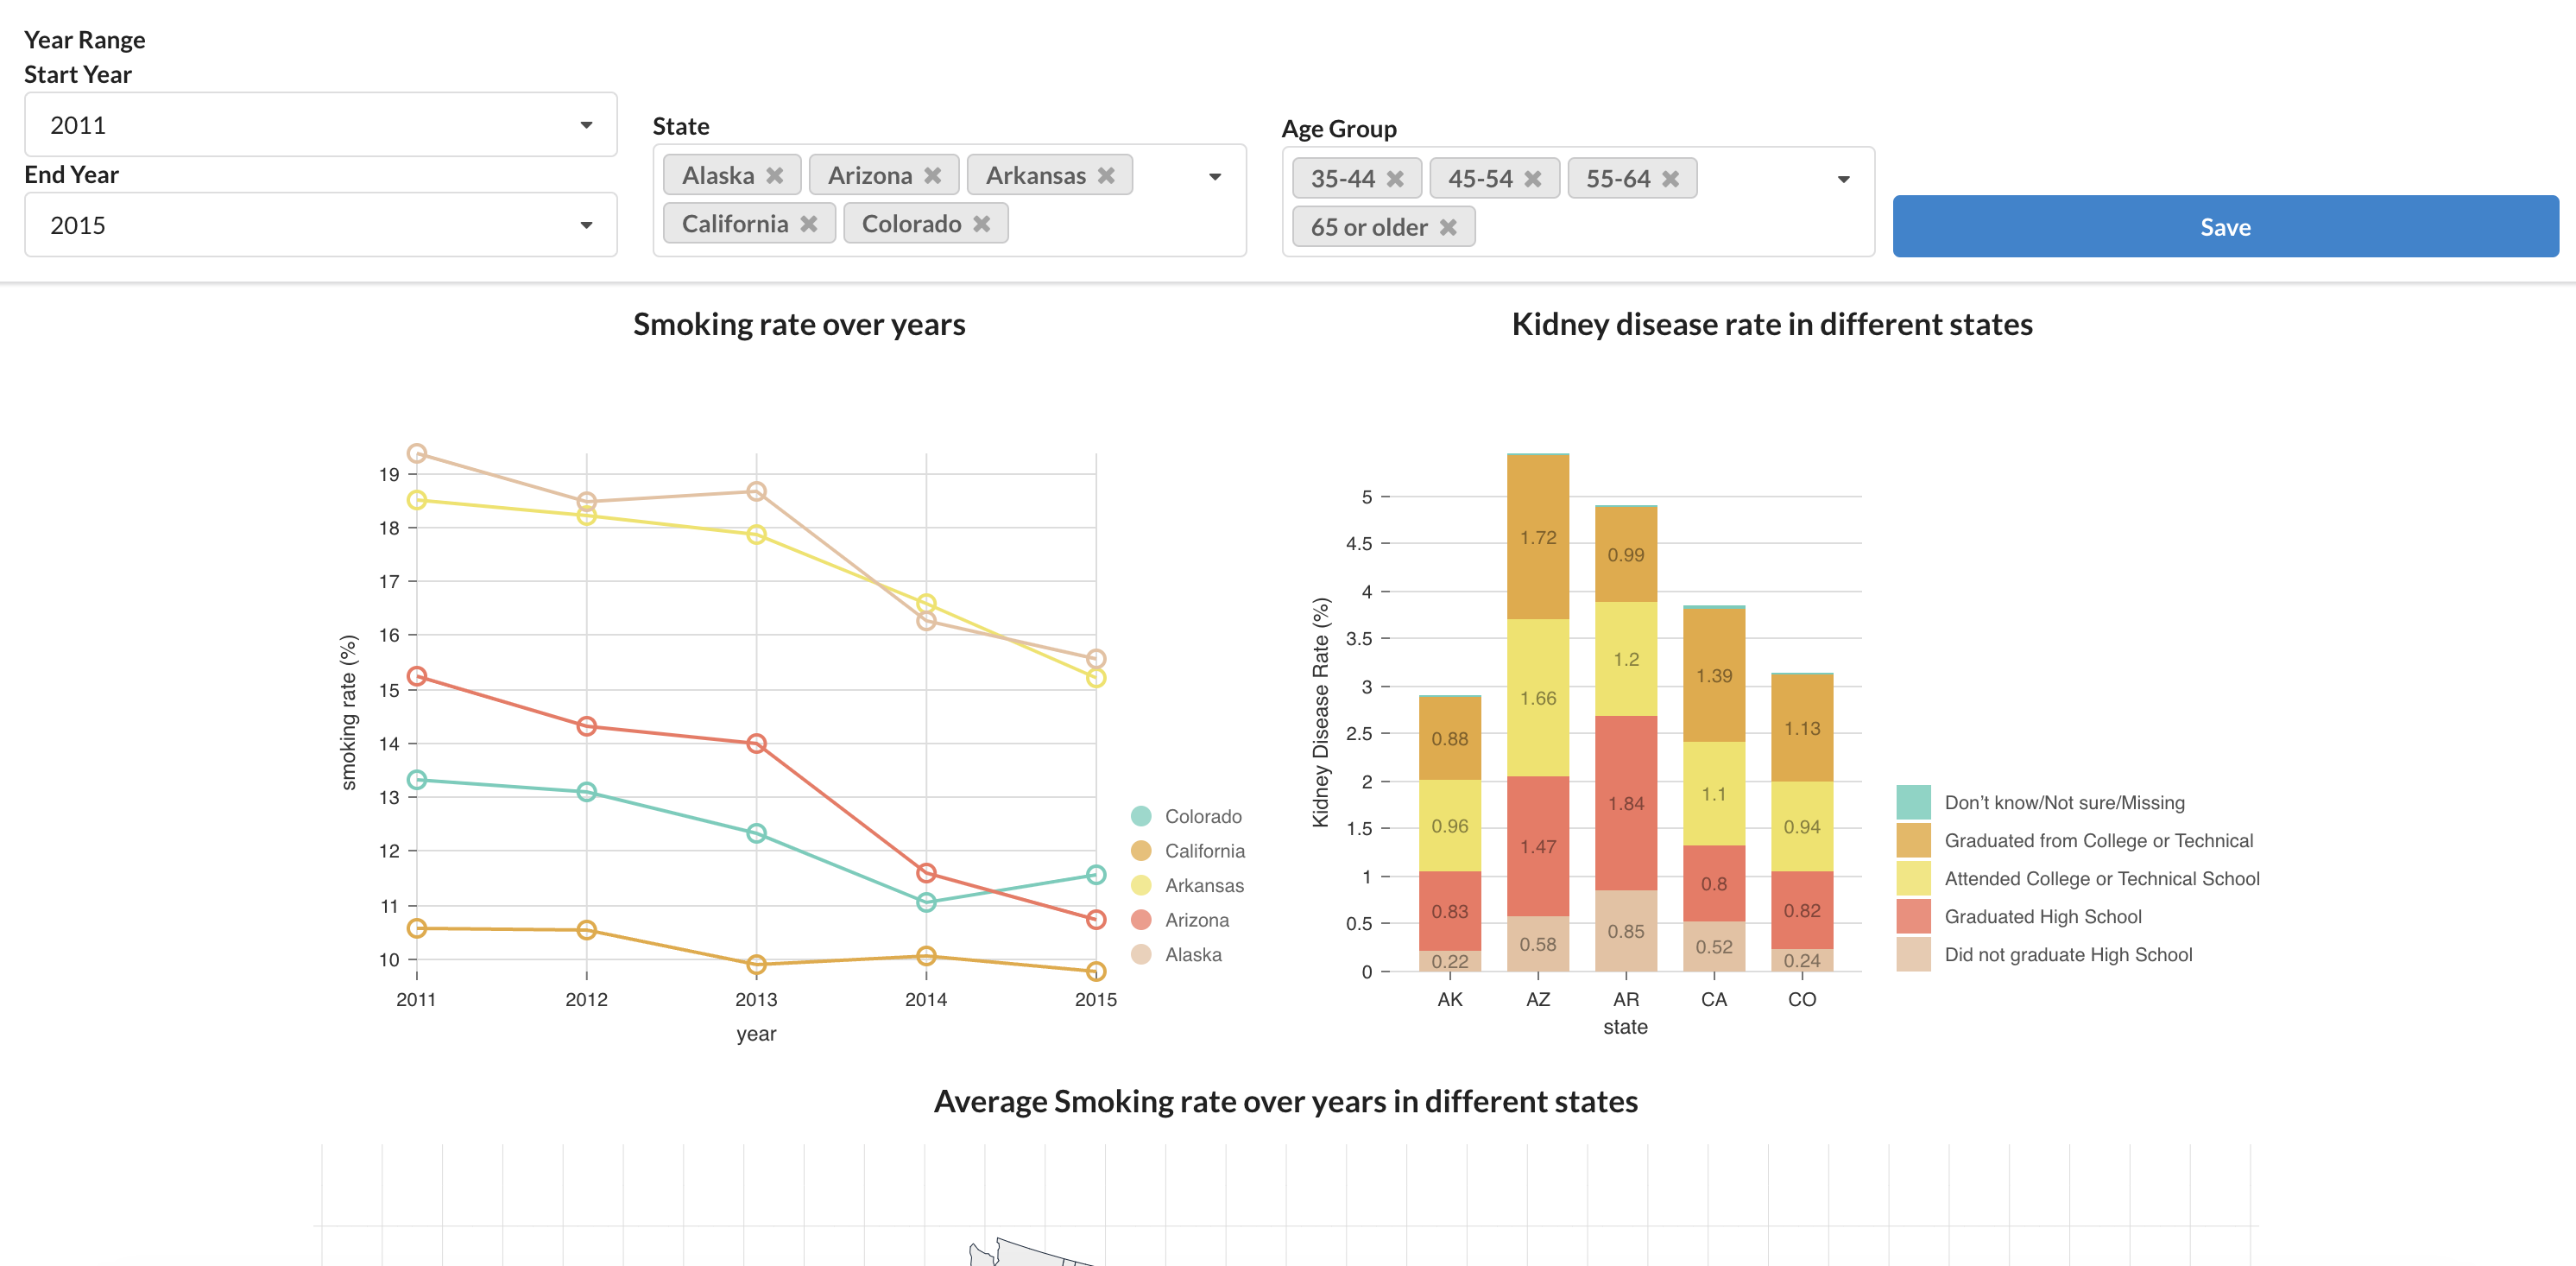 Year Range
Start Year
2011
End Year
2015
State
Alaska Arizona Arkansas
California Colorado
Age Group
35-44 45-54 55-64
65 or older
Save
Smoking rate over years
19
18
17
16
15
14
13
12
11
10
smoking rate (%)
2011 2012 2013 2014 2015
year
Colorado
California
Arkansas
Arizona
Alaska
Kidney disease rate in different states
5
4.5
4
3.5
3
2.5
2
1.5
1
0.5
0
Kidney Disease Rate (%)
0.88
0.96
0.83
0.22
1.72
1.66
1.47
0.58
0.99
1.2
1.84
0.85
1.39
1.1
0.8
0.52
1.13
0.94
0.82
0.24
AK AZ AR CA CO
state
Don't know/Not sure/Missing
Graduated from College or Technical
Attended College or Technical School
Graduated High School
Did not graduate High School
Average Smoking rate over years in different states